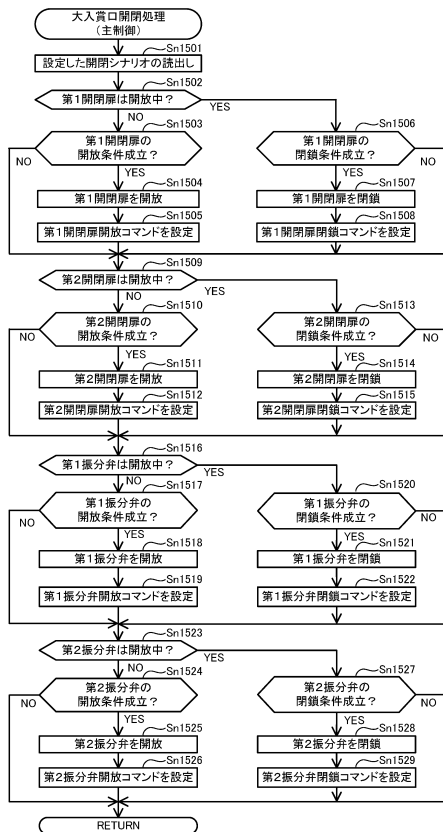 大入賞口開閉処理
(主制御)
Sn1501
設定した開閉シナリオの読出し
Sn1502
第1開閉扉は開放中?
YES
NO
Sn1503
第1開閉扉の
開放条件成立?
NO
YES
Sn1504
第1開閉扉を開放
Sn1505
第1開閉扉開放コマンドを設定
Sn1506
第1開閉扉の
閉鎖条件成立?
NO
YES
Sn1507
第1開閉扉を閉鎖
Sn1508
第1開閉扉閉鎖コマンドを設定
Sn1509
第2開閉扉は開放中?
YES
NO
Sn1510
第2開閉扉の
開放条件成立?
NO
YES
Sn1511
第2開閉扉を開放
Sn1512
第2開閉扉開放コマンドを設定
Sn1513
第2開閉扉の
閉鎖条件成立?
NO
YES
Sn1514
第2開閉扉を閉鎖
Sn1515
第2開閉扉閉鎖コマンドを設定
Sn1516
第1振分弁は開放中?
YES
NO
Sn1517
第1振分弁の
開放条件成立?
NO
YES
Sn1518
第1振分弁を開放
Sn1519
第1振分弁開放コマンドを設定
Sn1520
第1振分弁の
閉鎖条件成立?
NO
YES
Sn1521
第1振分弁を閉鎖
Sn1522
第1振分弁閉鎖コマンドを設定
Sn1523
第2振分弁は開放中?
YES
NO
Sn1524
第2振分弁の
開放条件成立?
NO
YES
Sn1525
第2振分弁を開放
Sn1526
第2振分弁開放コマンドを設定
Sn1527
第2振分弁の
閉鎖条件成立?
NO
YES
Sn1528
第2振分弁を閉鎖
Sn1529
第2振分弁閉鎖コマンドを設定
RETURN